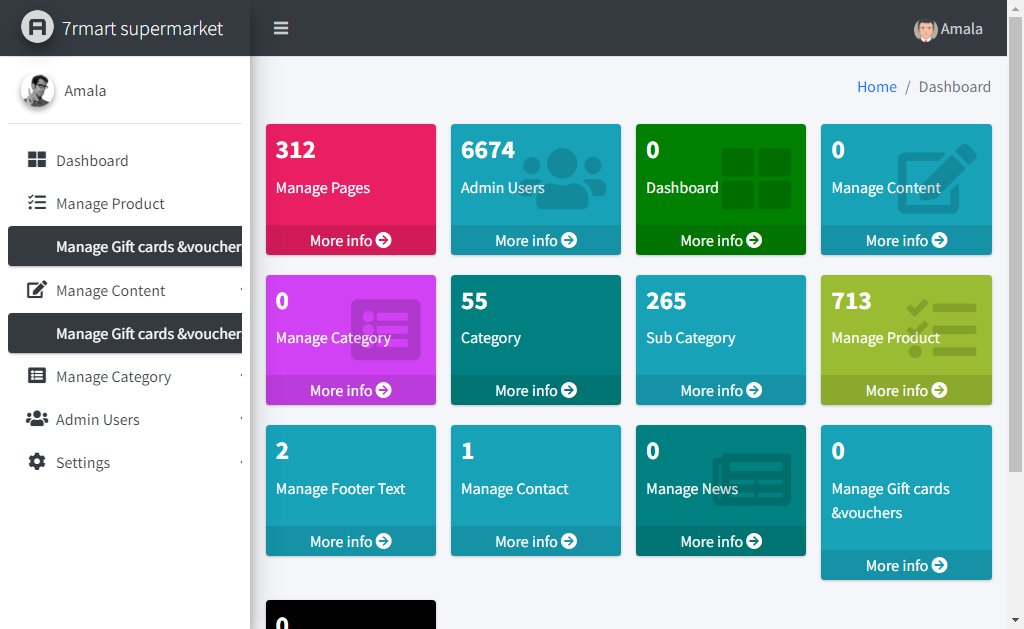 7rmart supermarket
Amala
Amala
Dashboard
Manage Product
Manage Gift cards &voucher
Manage Content
Manage Gift cards &voucher
Manage Category
Admin Users
Settings
Home / Dashboard
312
Manage Pages
More info
6674
Admin Users
More info
0
Dashboard
More info
0
Manage Content
More info
0
Manage Category
More info
55
Category
More info
265
Sub Category
More info
713
Manage Product
More info
2
Manage Footer Text
More info
1
Manage Contact
More info
0
Manage News
More info
0
Manage Gift cards
&vouchers
More info
0